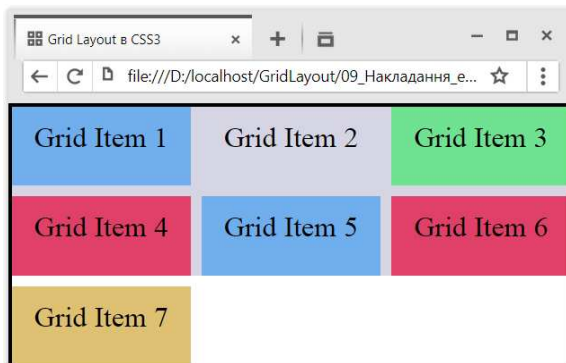 Grid Layout в CSS3
file:///D:/localhost/GridLayout/09_Накладання_е...
Grid Item 1 Grid Item 2 Grid Item 3
Grid Item 4 Grid Item 5 Grid Item 6
Grid Item 7